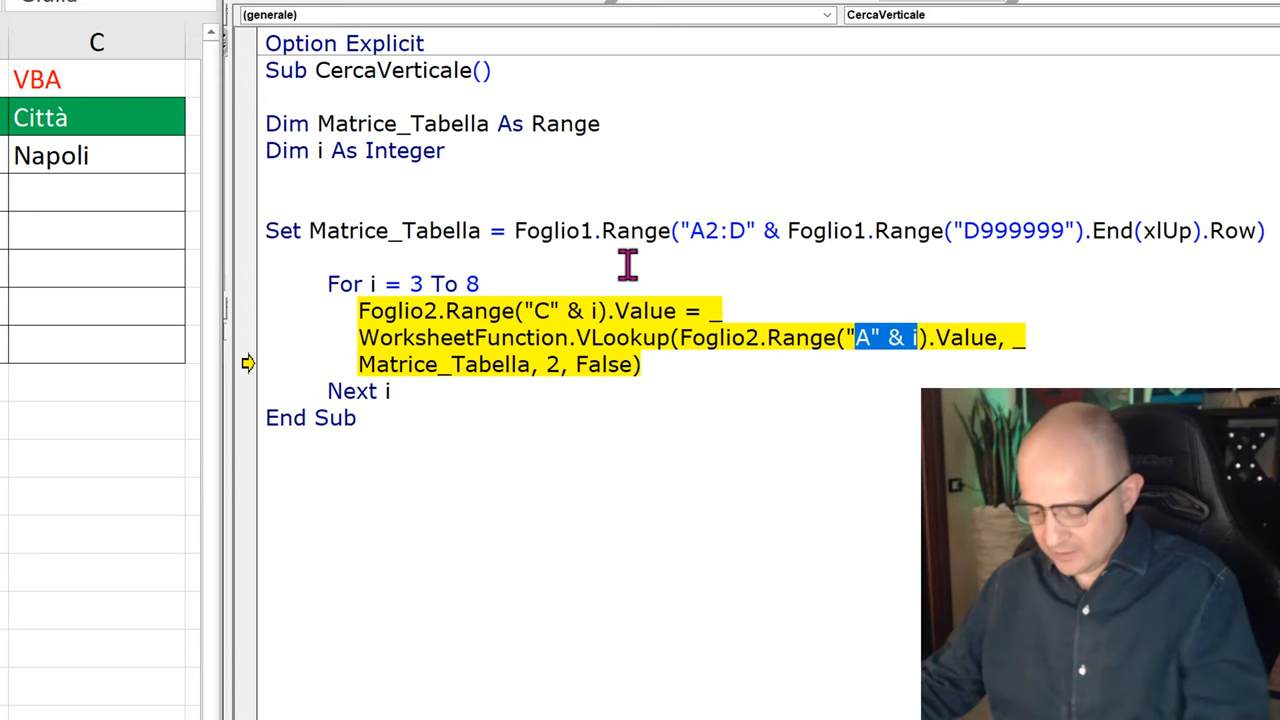 C
VBA
Città
Napoli
(generale)
CercaVerticale
Option Explicit
Sub CercaVerticale()
Dim Matrice_Tabella As Range
Dim i As Integer
Set Matrice_Tabella = Foglio1.Range("A2:D" & Foglio1.Range("D999999").End(xlUp).Row)
For i = 3 To 8
Foglio2.Range("C" & i).Value = _
WorksheetFunction.VLookup(Foglio2.Range("A" & i).Value, _
Matrice_Tabella, 2, False)
Next i
End Sub